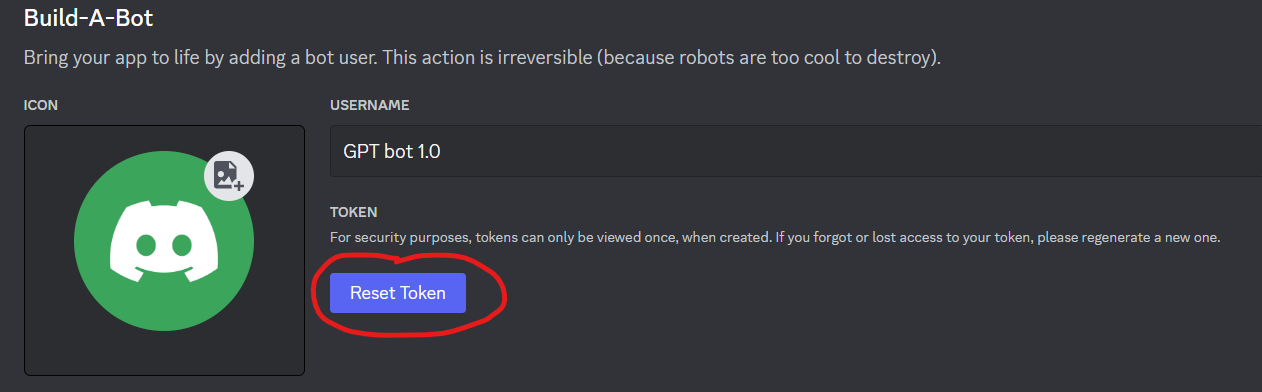 Build-A-Bot
Bring your app to life by adding a bot user. This action is irreversible (because robots are too cool to destroy).
ICON
USERNAME
GPT bot 1.0
TOKEN
For security purposes, tokens can only be viewed once, when created. If you forgot or lost access to your token, please regenerate a new one.
Reset Token